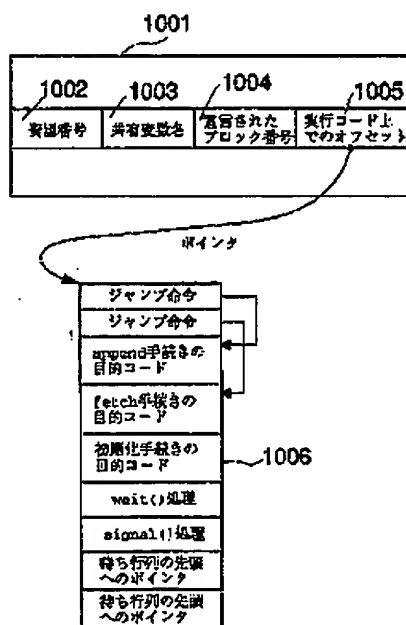 1001
1002
1003
1004
1005
資源番号
共有変数名
宣言された
ブロック番号
実行コード上
でのオフセット
ポインタ
ジャンプ命令
ジャンプ命令
append手続きの
目的コード
fetch手続きの
目的コード
初期化手続きの
目的コード
1006
wait()処理
signal()処理
待ち行列の先頭
へのポインタ
待ち行列の先頭
へのポインタ